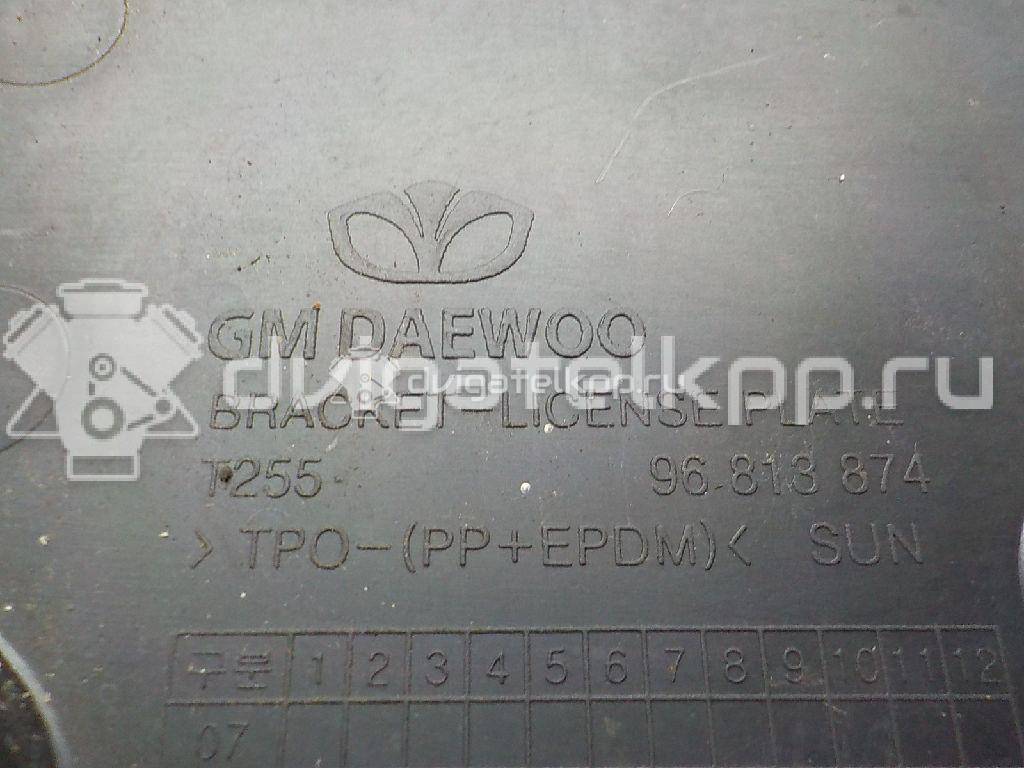 GM DAEWOO
dvigatelkpp.ru
dvigatelkpp.ru
BRACKET-LICENSE PLATE
T255 96 813 874
>TPO-(PP+EPDM)< SUN
구분 1 2 3 4 5 6 7 8 9 10 11 12
07